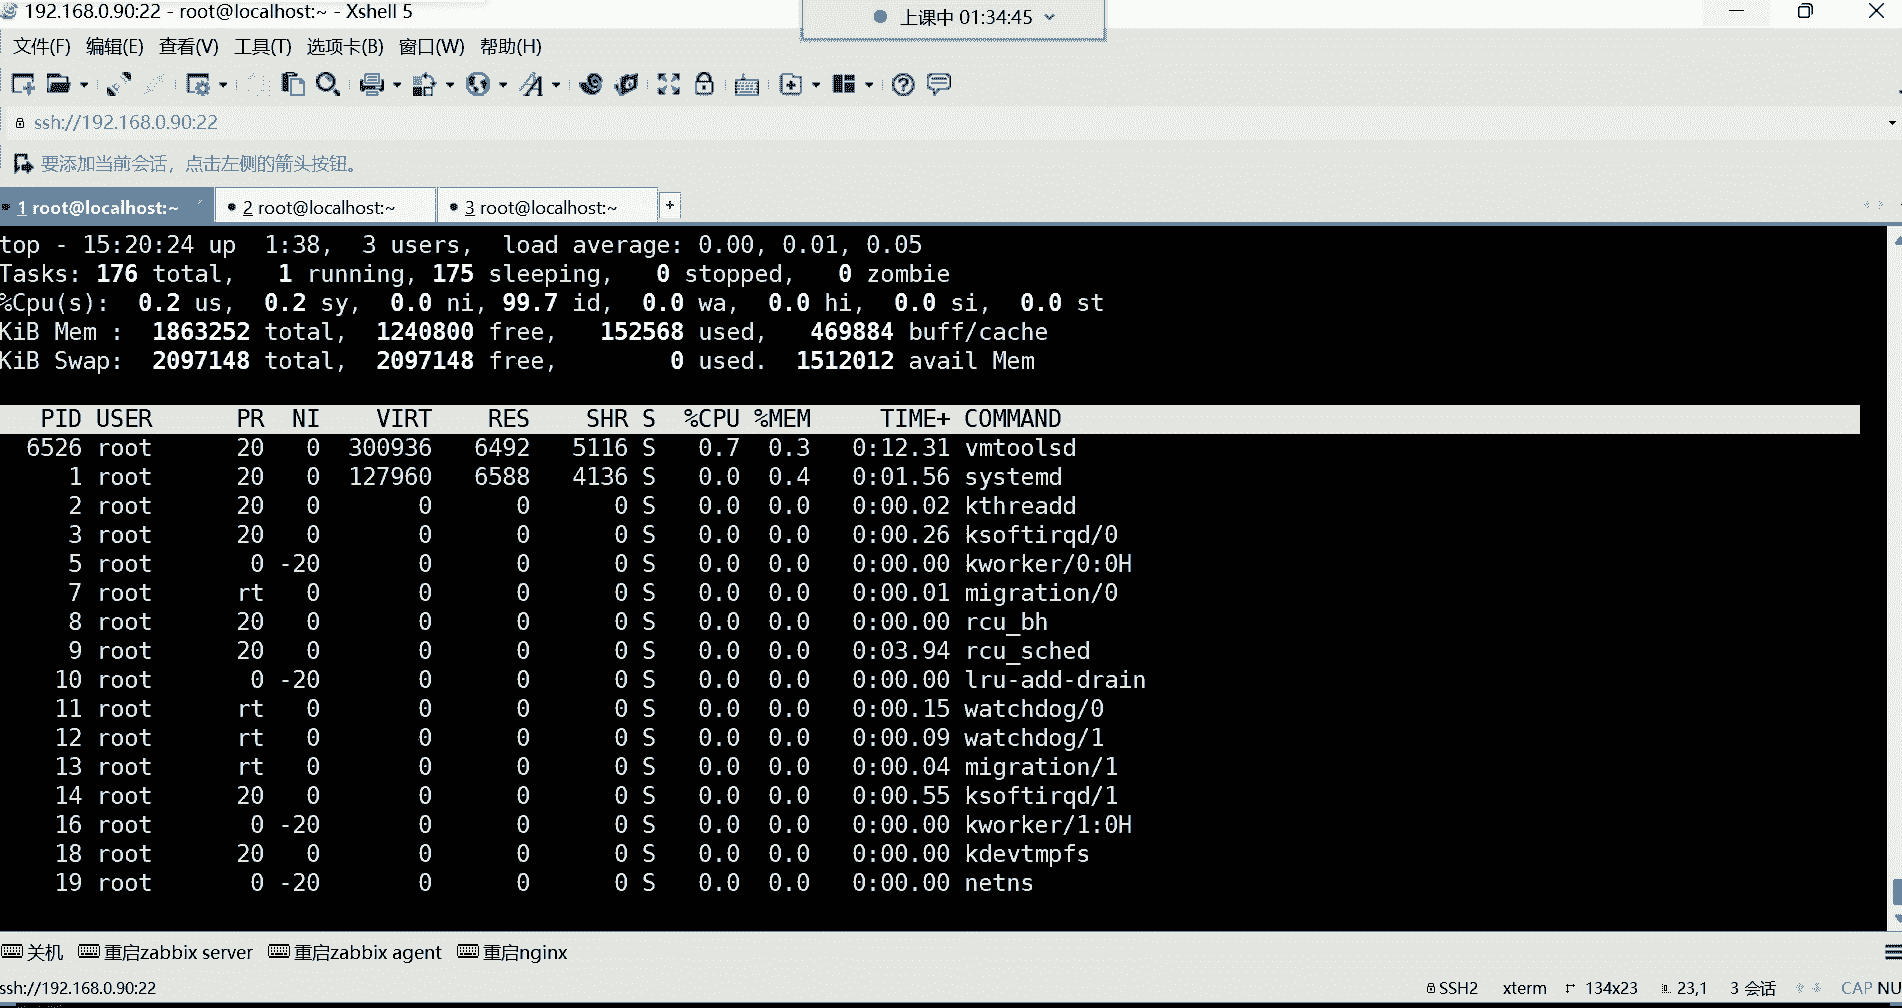 192.168.0.90:22 - root@localhost:~ - Xshell 5
上课中 01:34:45
文件(F) 编辑(E) 查看(V) 工具(T) 选项卡(B) 窗口(W) 帮助(H)
ssh://192.168.0.90:22
要添加当前会话，点击左侧的箭头按钮。
1 root@localhost:~ 2 root@localhost:~ 3 root@localhost:~ +
top - 15:20:24 up  1:38,  3 users,  load average: 0.00, 0.01, 0.05
Tasks: 176 total,   1 running, 175 sleeping,   0 stopped,   0 zombie
%Cpu(s):  0.2 us,  0.2 sy,  0.0 ni, 99.7 id,  0.0 wa,  0.0 hi,  0.0 si,  0.0 st
KiB Mem :  1863252 total,  1240800 free,   152568 used,   469884 buff/cache
KiB Swap:  2097148 total,  2097148 free,        0 used.  1512012 avail Mem
PID USER      PR  NI    VIRT    RES    SHR S  %CPU %MEM     TIME+ COMMAND
6526 root      20   0  300936   6492   5116 S   0.7  0.3   0:12.31 vmtoolsd
1 root      20   0  127960   6588   4136 S   0.0  0.4   0:01.56 systemd
2 root      20   0       0      0      0 S   0.0  0.0   0:00.02 kthreadd
3 root      20   0       0      0      0 S   0.0  0.0   0:00.26 ksoftirqd/0
5 root       0 -20       0      0      0 S   0.0  0.0   0:00.00 kworker/0:0H
7 root      rt   0       0      0      0 S   0.0  0.0   0:00.01 migration/0
8 root      20   0       0      0      0 S   0.0  0.0   0:00.00 rcu_bh
9 root      20   0       0      0      0 S   0.0  0.0   0:03.94 rcu_sched
10 root       0 -20       0      0      0 S   0.0  0.0   0:00.00 lru-add-drain
11 root      rt   0       0      0      0 S   0.0  0.0   0:00.15 watchdog/0
12 root      rt   0       0      0      0 S   0.0  0.0   0:00.09 watchdog/1
13 root      rt   0       0      0      0 S   0.0  0.0   0:00.04 migration/1
14 root      20   0       0      0      0 S   0.0  0.0   0:00.55 ksoftirqd/1
16 root       0 -20       0      0      0 S   0.0  0.0   0:00.00 kworker/1:0H
18 root      20   0       0      0      0 S   0.0  0.0   0:00.00 kdevtmpfs
19 root       0 -20       0      0      0 S   0.0  0.0   0:00.00 netns
关机 重启zabbix server 重启zabbix agent 重启nginx
ssh://192.168.0.90:22 SSH2 xterm 134x23 23,1 3 会话 CAP NU